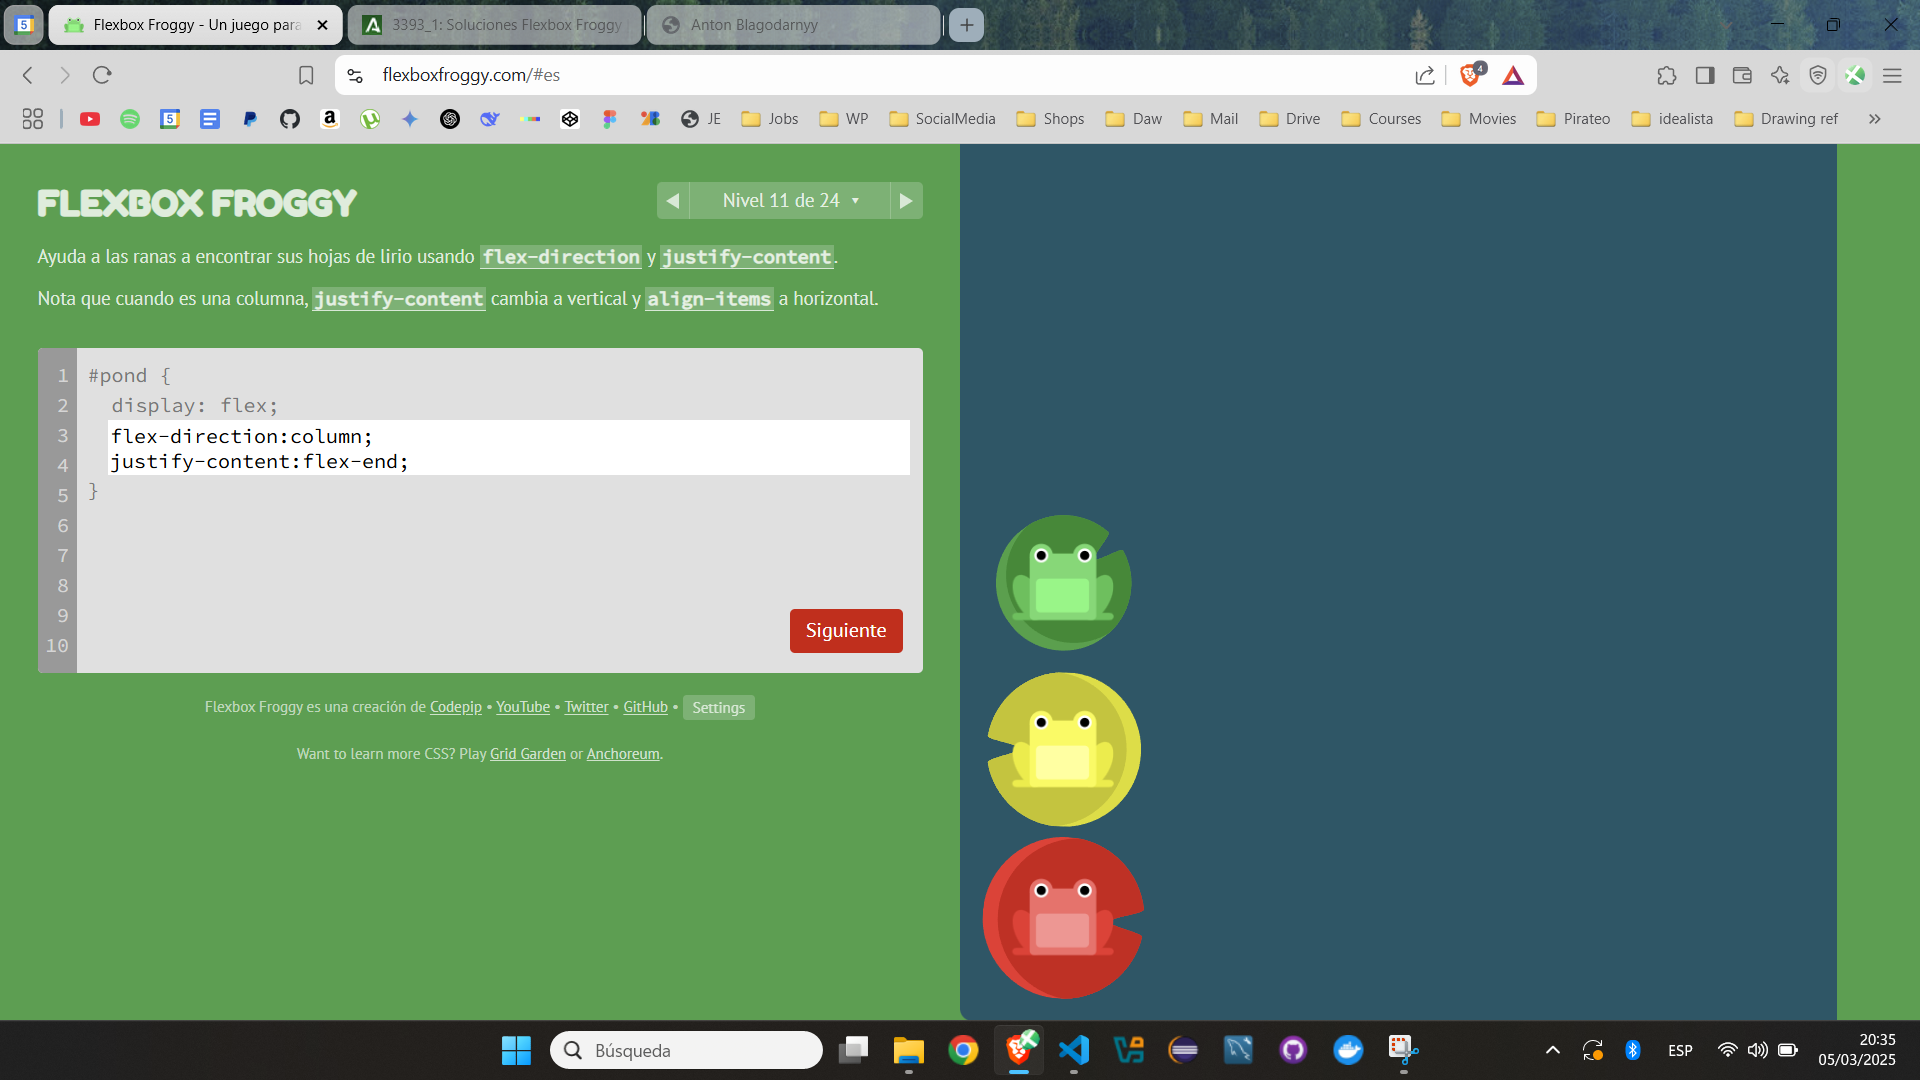 Flexbox Froggy - Un juego para
3393_1: Soluciones Flexbox Froggy
Anton Blagodarnyy
flexboxfroggy.com/#es
4
5
JE
Jobs
WP
SocialMedia
Shops
Daw
Mail
Drive
Courses
Movies
Pirateo
idealista
Drawing ref
FLEXBOX FROGGY
Nivel 11 de 24
Ayuda a las ranas a encontrar sus hojas de lirio usando flex-direction y justify-content.
Nota que cuando es una columna, justify-content cambia a vertical y align-items a horizontal.
1 #pond {
2 display: flex;
3 flex-direction:column;
4 justify-content:flex-end;
5 }
6
7
8
9
10
Siguiente
Flexbox Froggy es una creación de Codepip • YouTube • Twitter • GitHub • Settings
Want to learn more CSS? Play Grid Garden or Anchoreum.
Búsqueda
ESP
20:35
05/03/2025